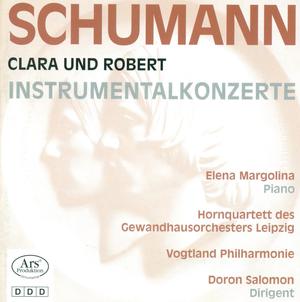 SCHUMANN
CLARA UND ROBERT
INSTRUMENTALKONZERTE
Elena Margolina
Piano
Hornquartett des
Gewandhausorchesters Leipzig
Vogtland Philharmonie
Doron Salomon
Dirigent
Ars
Produktion
DDD